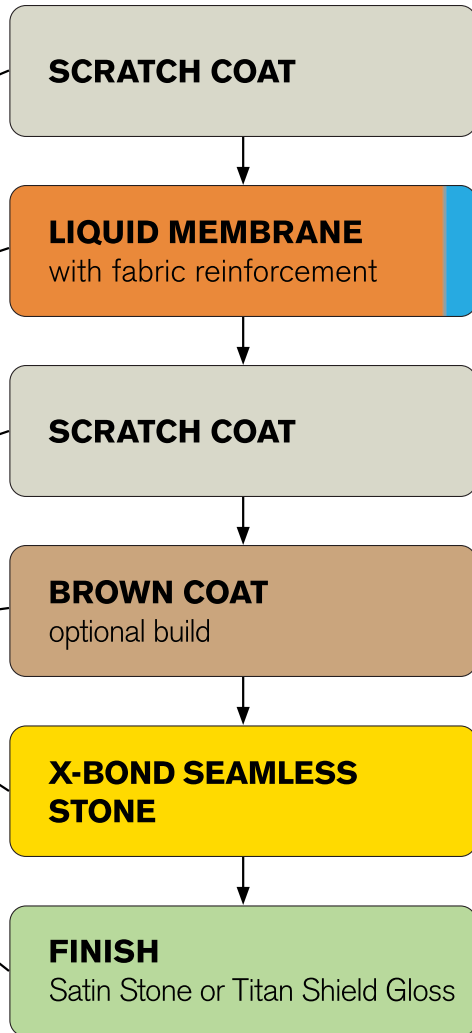 SCRATCH COAT
LIQUID MEMBRANE
with fabric reinforcement
SCRATCH COAT
BROWN COAT
optional build
X-BOND SEAMLESS
STONE
FINISH
Satin Stone or Titan Shield Gloss